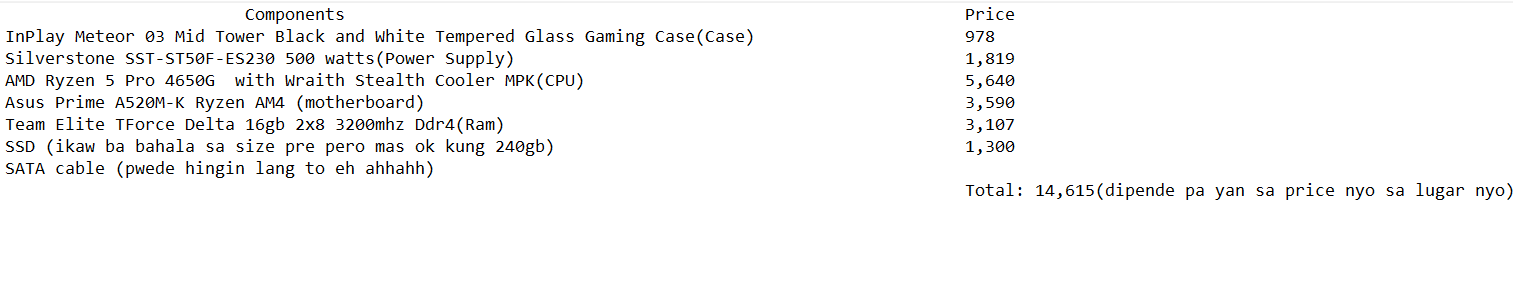 Components Price
InPlay Meteor 03 Mid Tower Black and White Tempered Glass Gaming Case(Case) 978
Silverstone SST-ST50F-ES230 500 watts(Power Supply) 1,819
AMD Ryzen 5 Pro 4650G with Wraith Stealth Cooler MPK(CPU) 5,640
Asus Prime A520M-K Ryzen AM4 (motherboard) 3,590
Team Elite TForce Delta 16gb 2x8 3200mhz Ddr4(Ram) 3,107
SSD (ikaw ba bahala sa size pre pero mas ok kung 240gb) 1,300
SATA cable (pwede hingin lang to eh ahhahh)
Total: 14,615(dipende pa yan sa price nyo sa lugar nyo)